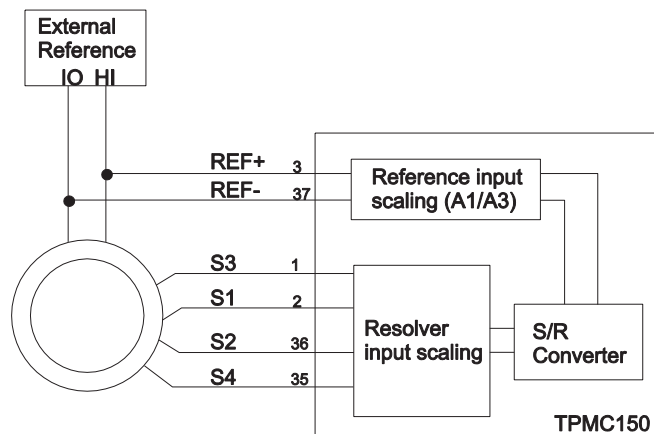 External
Reference
IO HI
REF+ 3
REF- 37
Reference input
scaling (A1/A3)
S3 1
S1 2
S2 36
S4 35
Resolver
input scaling
S/R
Converter
TPMC150